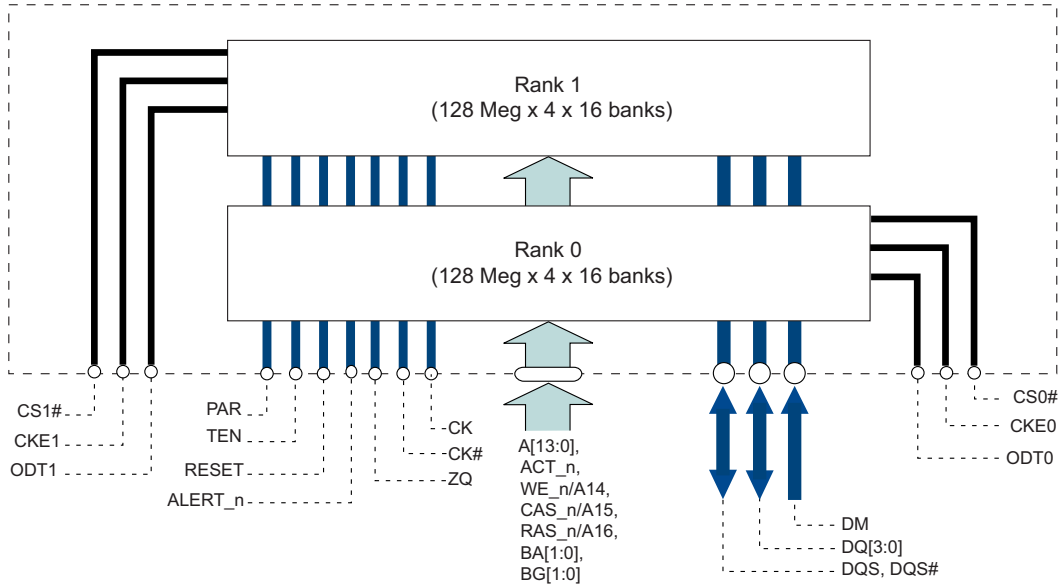 Rank 1
(128 Meg x 4 x 16 banks)
Rank 0
(128 Meg x 4 x 16 banks)
CS1#
CKE1
ODT1
PAR
TEN
RESET
ALERT_n
CK
CK#
ZQ
A[13:0],
ACT_n,
WE_n/A14,
CAS_n/A15,
RAS_n/A16,
BA[1:0],
BG[1:0]
DM
DQ[3:0]
DQS, DQS#
CS0#
CKE0
ODT0